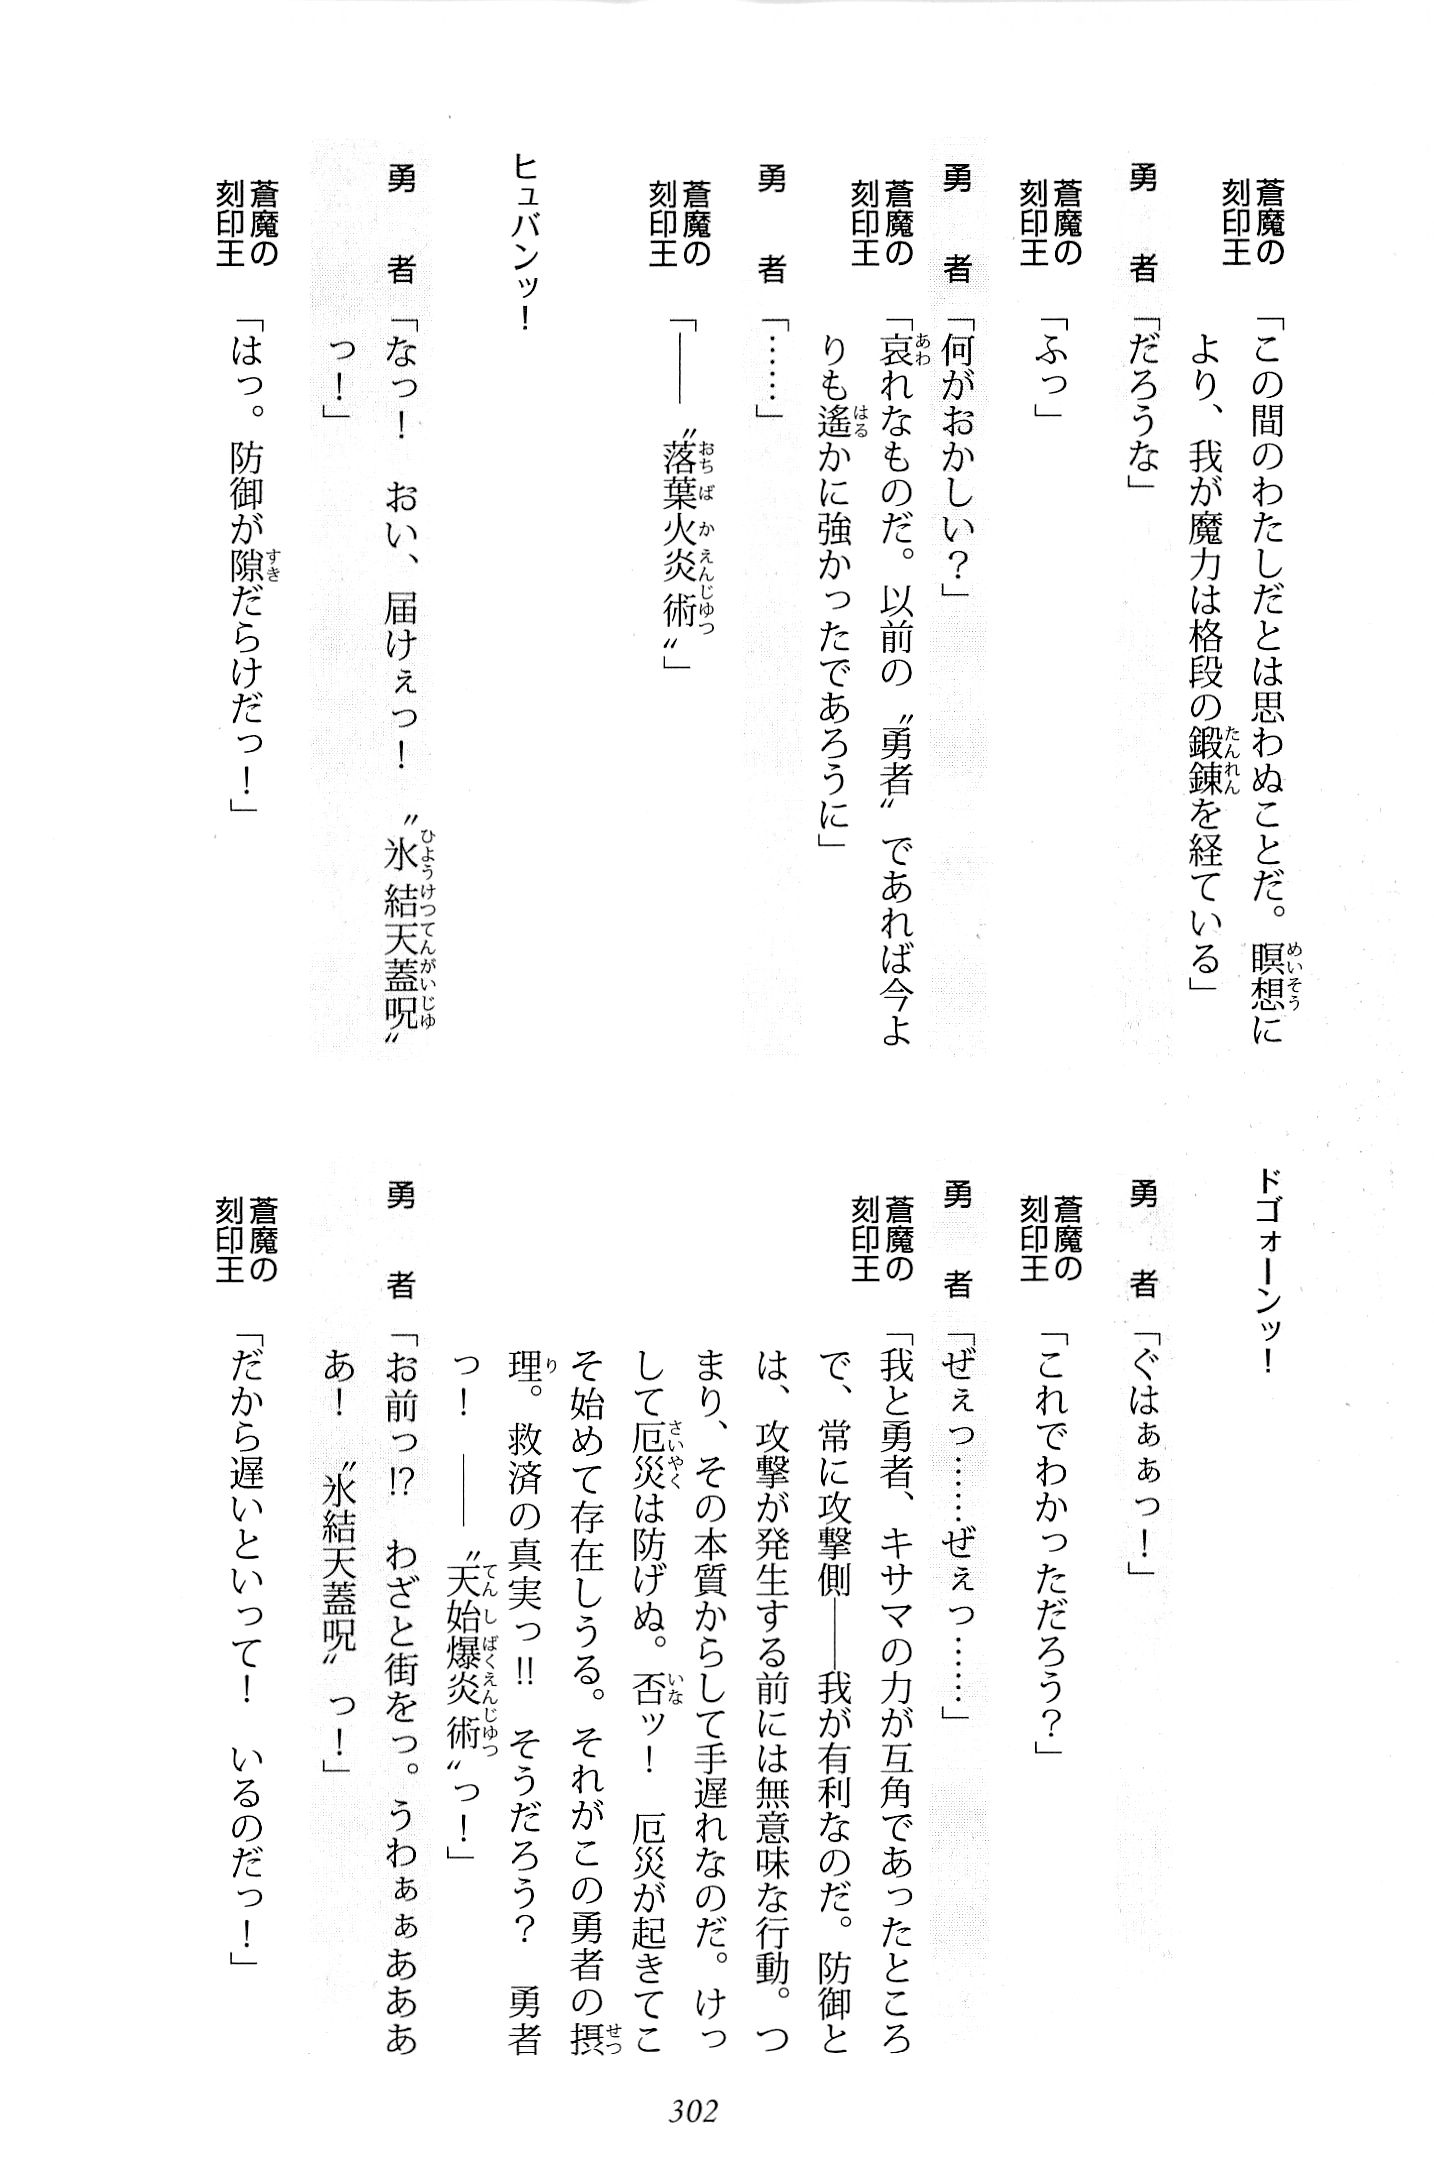 蒼魔の
刻印王「この間のわたしだとは思わぬことだ。瞑想に
より、我が魔力は格段の鍛錬を経ている」
勇　者「だろうな」
蒼魔の
刻印王「ふっ」
勇　者「何がおかしい？」
蒼魔の
刻印王「哀れなものだ。以前の〝勇者〟であれば今よ
りも遙かに強かったであろうに」
勇　者「……」
蒼魔の
刻印王「――〝落葉火炎術〟」
ヒュバンッ！
勇　者「なっ！　おい、届けぇっ！　〝氷結天蓋呪〟
っ！」
蒼魔の
刻印王「はっ。防御が隙だらけだっ！」
ドゴォーンッ！
勇　者「ぐはぁぁっ！」
蒼魔の
刻印王「これでわかっただろう？」
勇　者「ぜぇっ……ぜぇっ……」
蒼魔の
刻印王「我と勇者、キサマの力が互角であったところ
で、常に攻撃側――我が有利なのだ。防御と
は、攻撃が発生する前には無意味な行動。つ
まり、その本質からして手遅れなのだ。けっ
して厄災は防げぬ。否ッ！　厄災が起きてこ
そ始めて存在しうる。それがこの勇者の摂
理。救済の真実っ!!　そうだろう？　勇者
っ！　――〝天始爆炎術〟っ！」
勇　者「お前っ!?　わざと街をっ。うわぁぁあああ
あ！　〝氷結天蓋呪〟っ！」
蒼魔の
刻印王「だから遅いといって！　いるのだっ！」
302